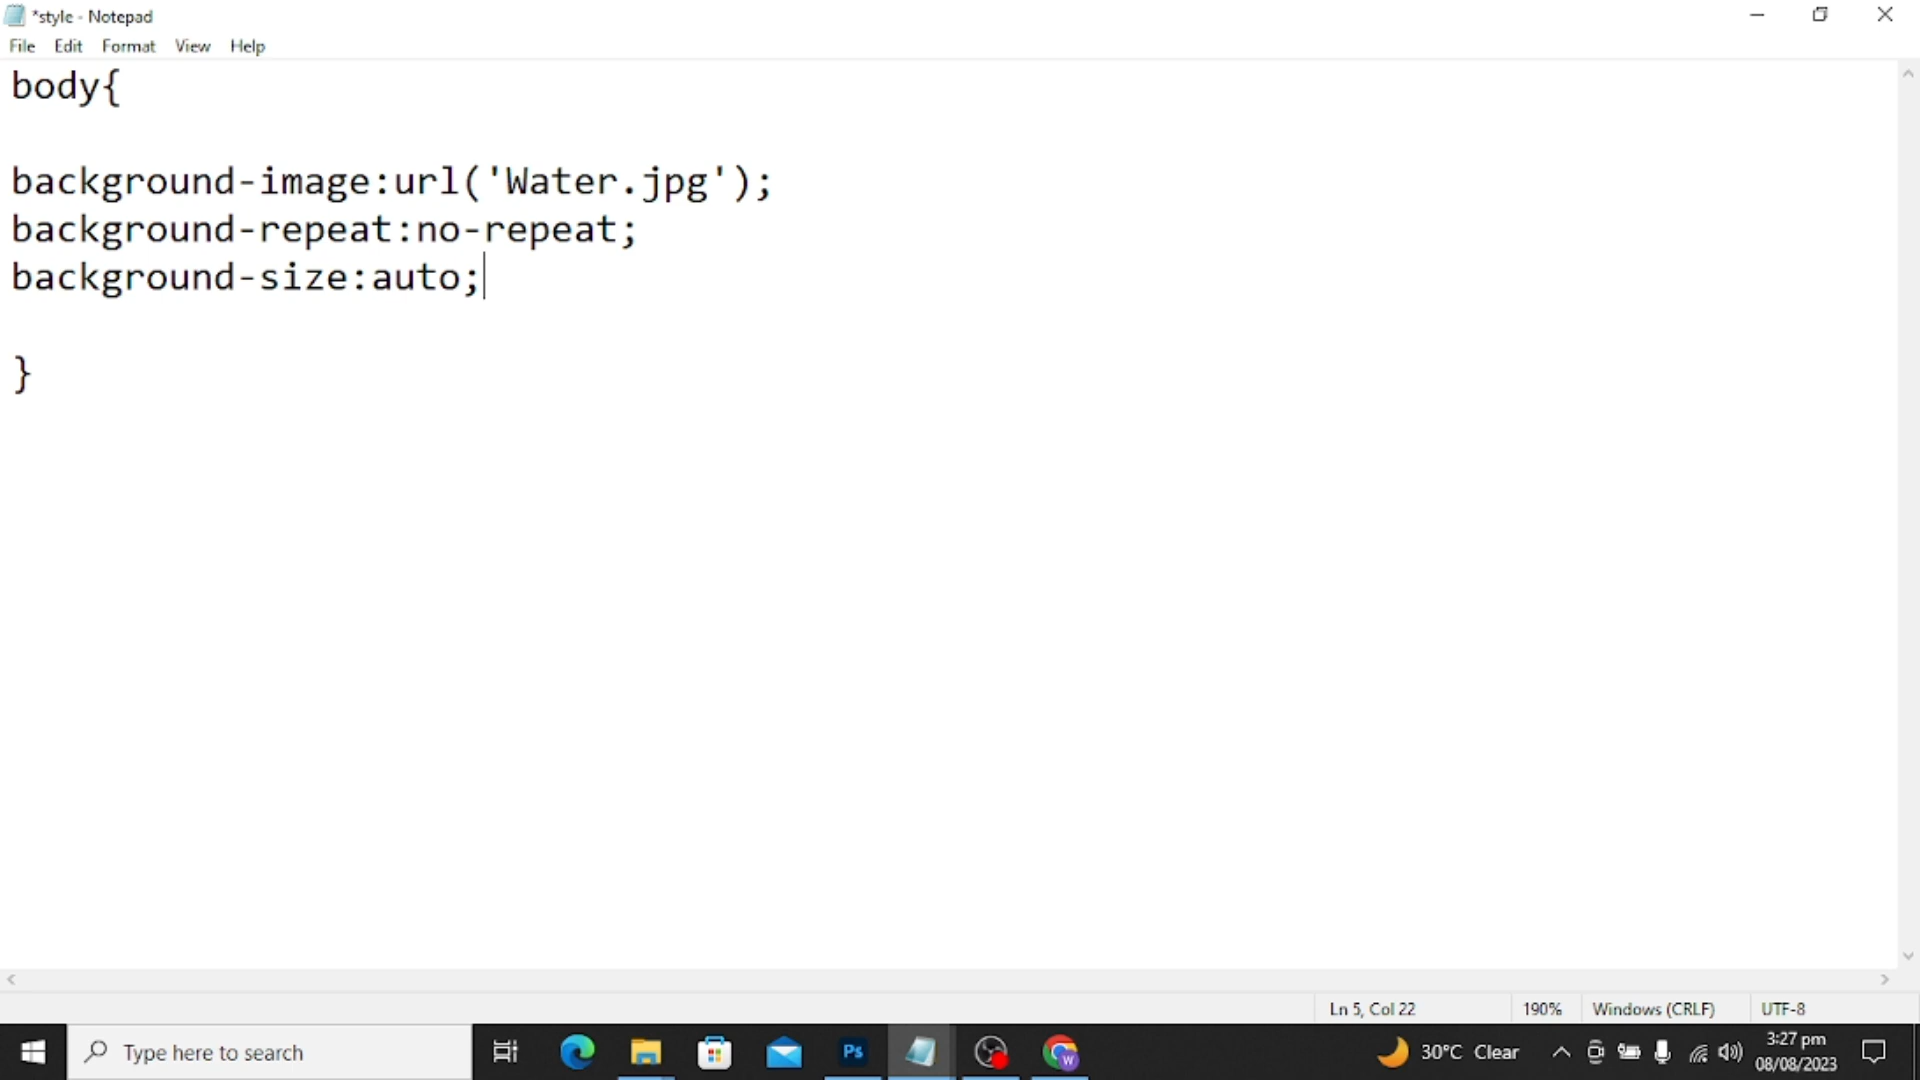 *style - Notepad
File Edit Format View Help
body{
background-image:url('Water.jpg');
background-repeat:no-repeat;
background-size:auto;
}
Ln 5, Col 22 190% Windows (CRLF) UTF-8
Type here to search Ps W 30°C Clear 3:27 pm
08/08/2023